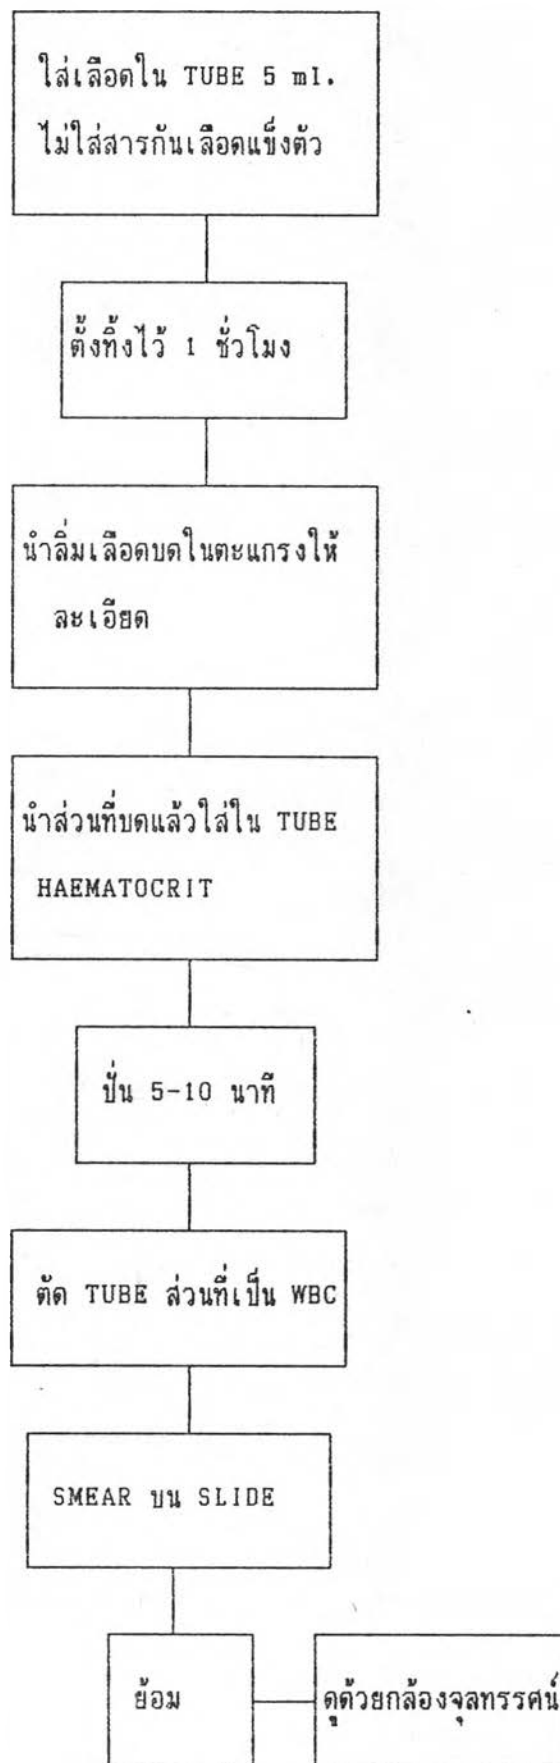 ใส่เลือดใน TUBE 5 ml.
ไม่ใส่สารกันเลือดแข็งตัว
ตั้งทิ้งไว้ 1 ชั่วโมง
นำลิ่มเลือดบดในตะแกรงให้
ละเอียด
นำส่วนที่บดแล้วใส่ใน TUBE
HAEMATOCRIT
ปั่น 5-10 นาที
ตัด TUBE ส่วนที่เป็น WBC
SMEAR บน SLIDE
ย้อม
ดูด้วยกล้องจุลทรรศน์